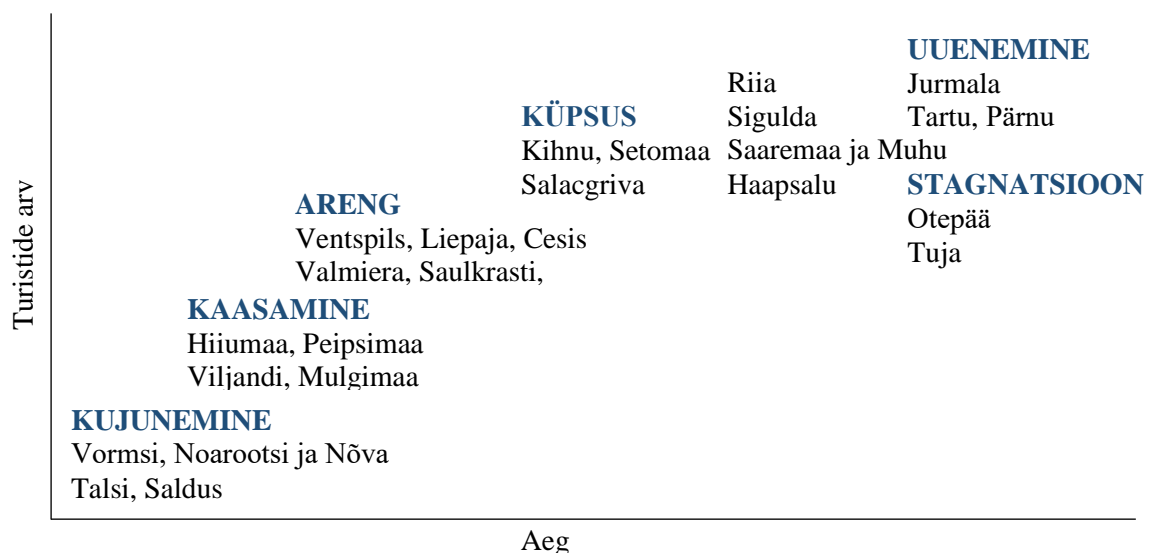 UUENEMINE
Jurmala
Tartu, Pärnu
Riia
Sigulda
Saaremaa ja Muhu
Haapsalu
KÜPSUS
Kihnu, Setomaa
Salacgriva
STAGNATSIOON
Otepää
Tuja
ARENG
Ventspils, Liepaja, Cesis
Valmiera, Saulkrasti,
KAASAMINE
Hiiumaa, Peipsimaa
Viljandi, Mulgimaa
KUJUNEMINE
Vormsi, Noarootsi ja Nõva
Talsi, Saldus
Turistide arv
Aeg